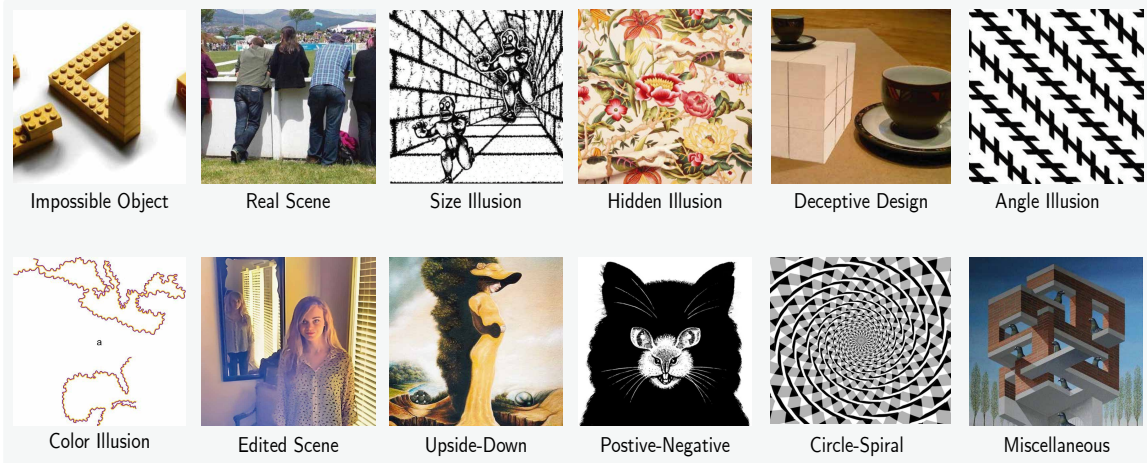 Impossible Object
Real Scene
Size Illusion
Hidden Illusion
Deceptive Design
Angle Illusion
a
Color Illusion
Edited Scene
Upside-Down
Postive-Negative
Circle-Spiral
Miscellaneous